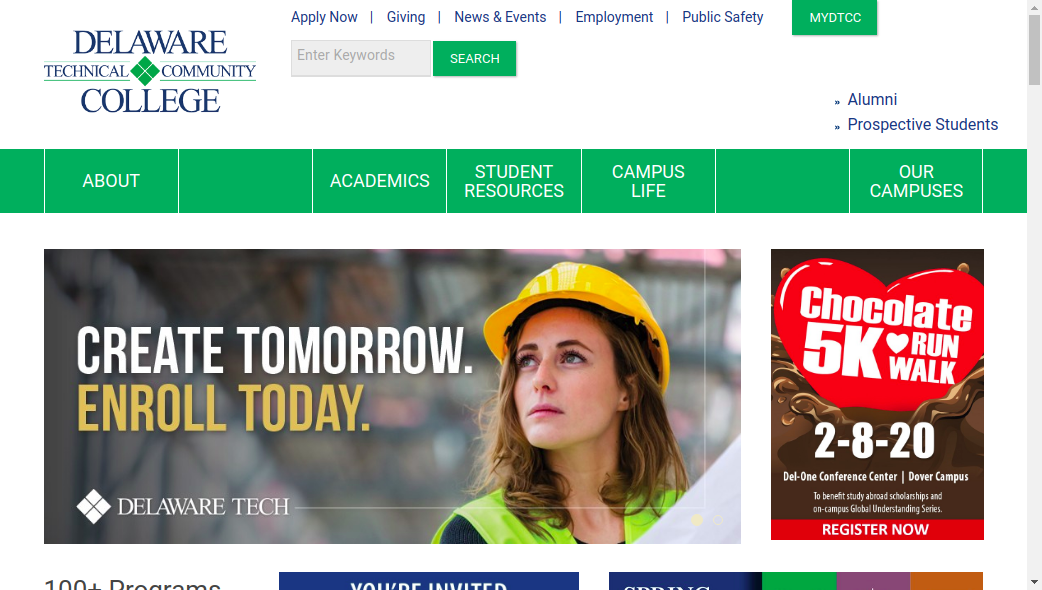 Apply Now | Giving | News & Events | Employment | Public Safety
MYDTCC
DELAWARE
TECHNICAL COMMUNITY
COLLEGE
Enter Keywords
SEARCH
» Alumni
» Prospective Students
ABOUT
ACADEMICS
STUDENT
RESOURCES
CAMPUS
LIFE
OUR
CAMPUSES
CREATE TOMORROW.
ENROLL TODAY.
DELAWARE TECH
Chocolate
5K RUN
WALK
2-8-20
Del-One Conference Center | Dover Campus
To benefit study abroad scholarships and
on-campus Global Understanding Series.
REGISTER NOW
100+ Programs
YOU'RE INVITED
SPRING